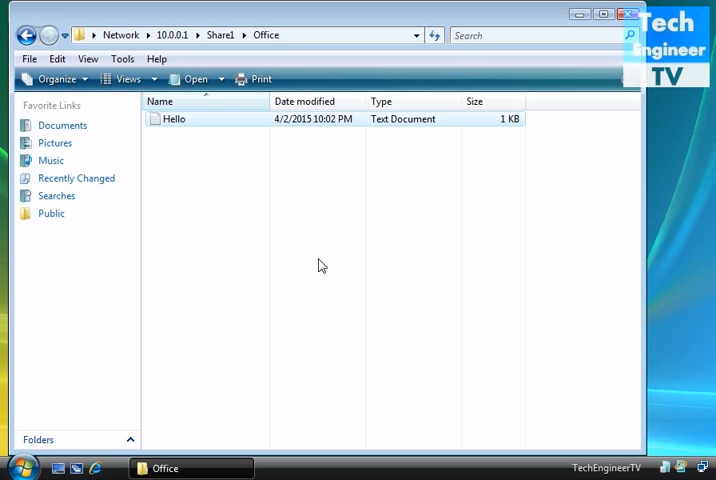 Tech
Engineer
TV
Network 10.0.0.1 Share1 Office
Search
File Edit View Tools Help
Organize Views Open Print
Favorite Links
Documents
Pictures
Music
Recently Changed
Searches
Public
Name Date modified Type Size
Hello 4/2/2015 10:02 PM Text Document 1 KB
Folders
Office
TechEngineerTV